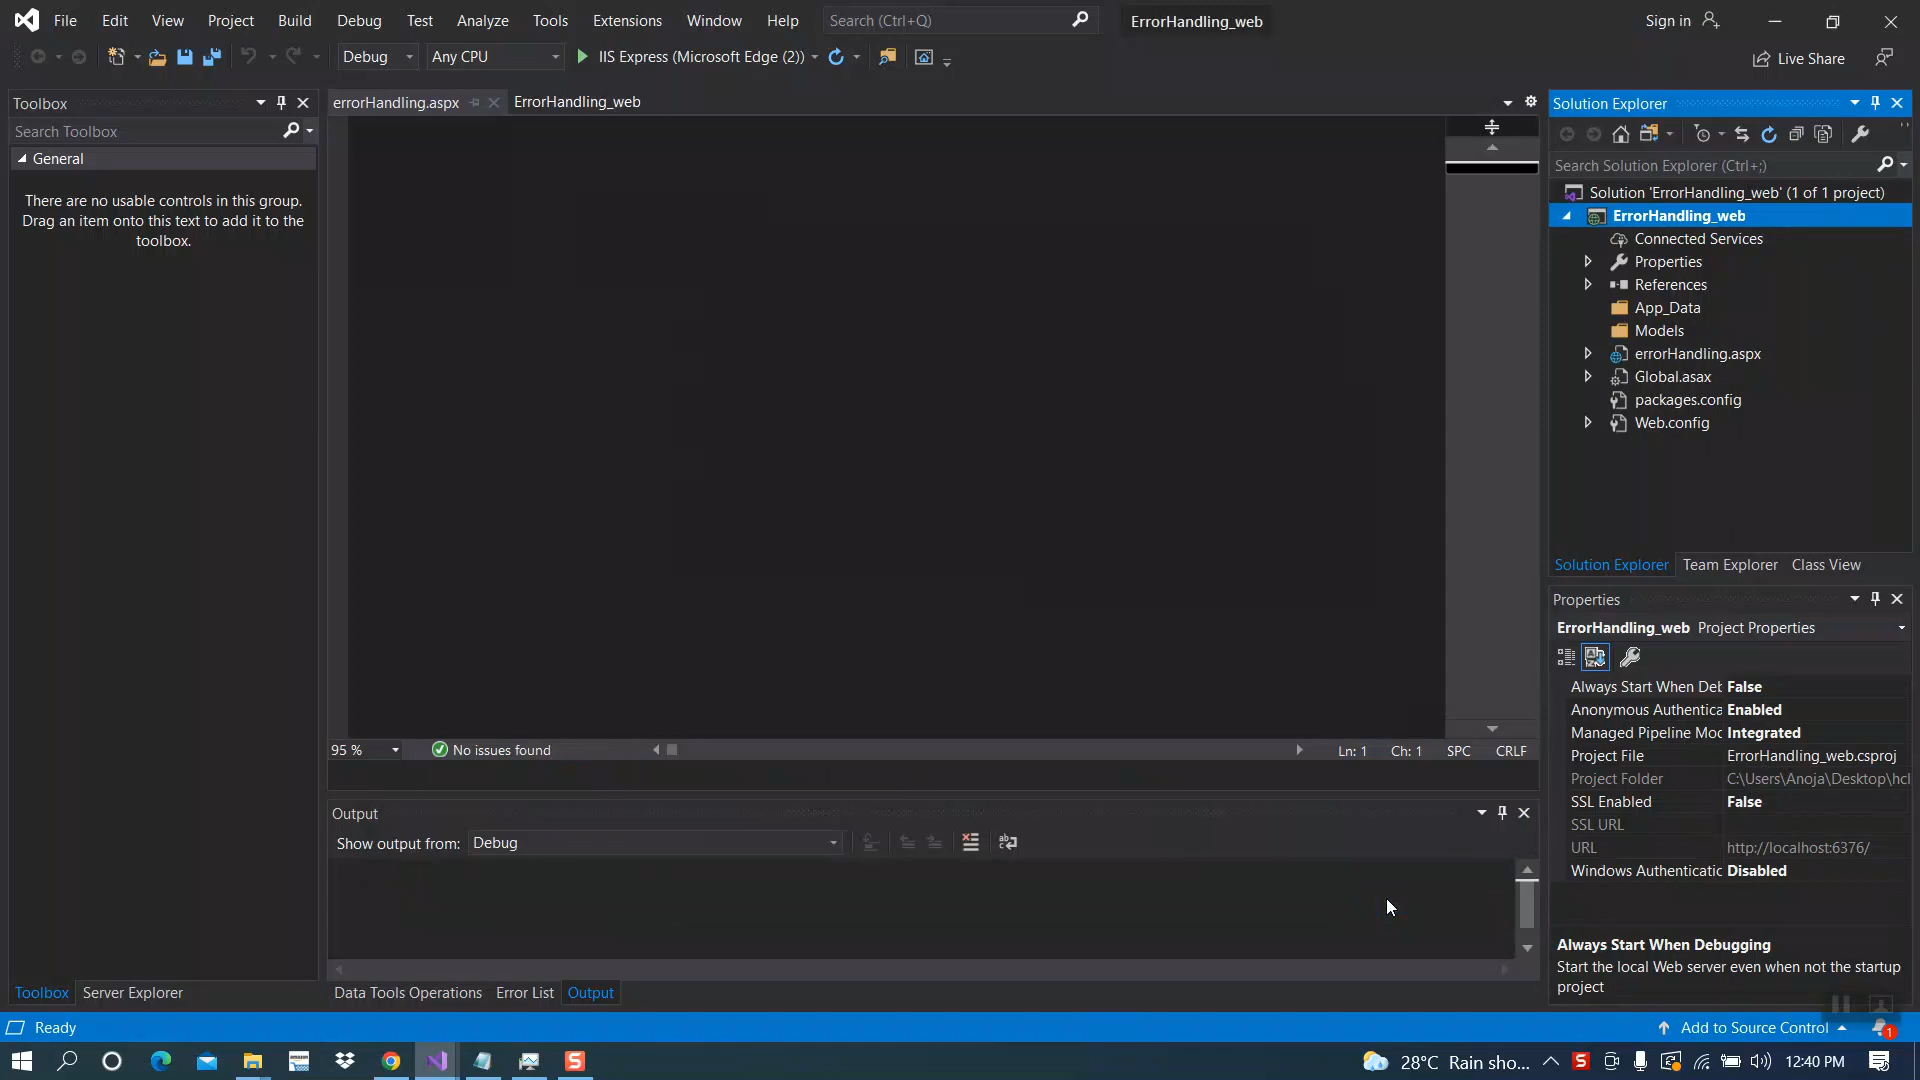 File Edit View Project Build Debug Test Analyze Tools Extensions Window Help Search (Ctrl+Q) ErrorHandling_web Sign in
Debug Any CPU IIS Express (Microsoft Edge (2)) Live Share
Toolbox
Search Toolbox
General
There are no usable controls in this group.
Drag an item onto this text to add it to the
toolbox.
Toolbox Server Explorer
errorHandling.aspx ErrorHandling_web
95 % No issues found Ln: 1 Ch: 1 SPC CRLF
Output
Show output from: Debug
Data Tools Operations Error List Output
Solution Explorer
Search Solution Explorer (Ctrl+;)
Solution 'ErrorHandling_web' (1 of 1 project)
ErrorHandling_web
Connected Services
Properties
References
App_Data
Models
errorHandling.aspx
Global.asax
packages.config
Web.config
Solution Explorer Team Explorer Class View
Properties
ErrorHandling_web Project Properties
Always Start When Det False
Anonymous Authentica Enabled
Managed Pipeline Moc Integrated
Project File ErrorHandling_web.csproj
Project Folder C:\Users\Anoja\Desktop\hcl
SSL Enabled False
SSL URL
URL http://localhost:6376/
Windows Authenticatic Disabled
Always Start When Debugging
Start the local Web server even when not the startup
project
Ready Add to Source Control 1
28°C Rain sho... 12:40 PM